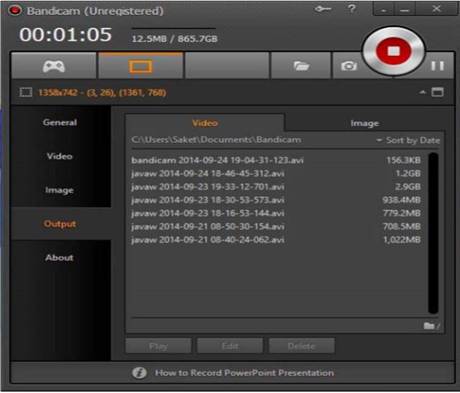 Bandicam (Unregistered)
00:01:05 12.5MB / 865.7GB
1358x742 - (3, 26), (1361, 768)
General
Video
Image
Output
About
Video Image
C:\Users\Saket\Documents\Bandicam Sort by Date
bandicam 2014-09-24 19-04-31-123.avi 156.3KB
javaw 2014-09-24 18-46-45-312.avi 1.2GB
javaw 2014-09-23 19-33-12-701.avi 2.9GB
javaw 2014-09-23 18-30-53-573.avi 938.4MB
javaw 2014-09-23 18-16-53-144.avi 779.2MB
javaw 2014-09-21 08-50-30-154.avi 708.5MB
javaw 2014-09-21 08-40-24-062.avi 1,022MB
Play Edit Delete
How to Record PowerPoint Presentation